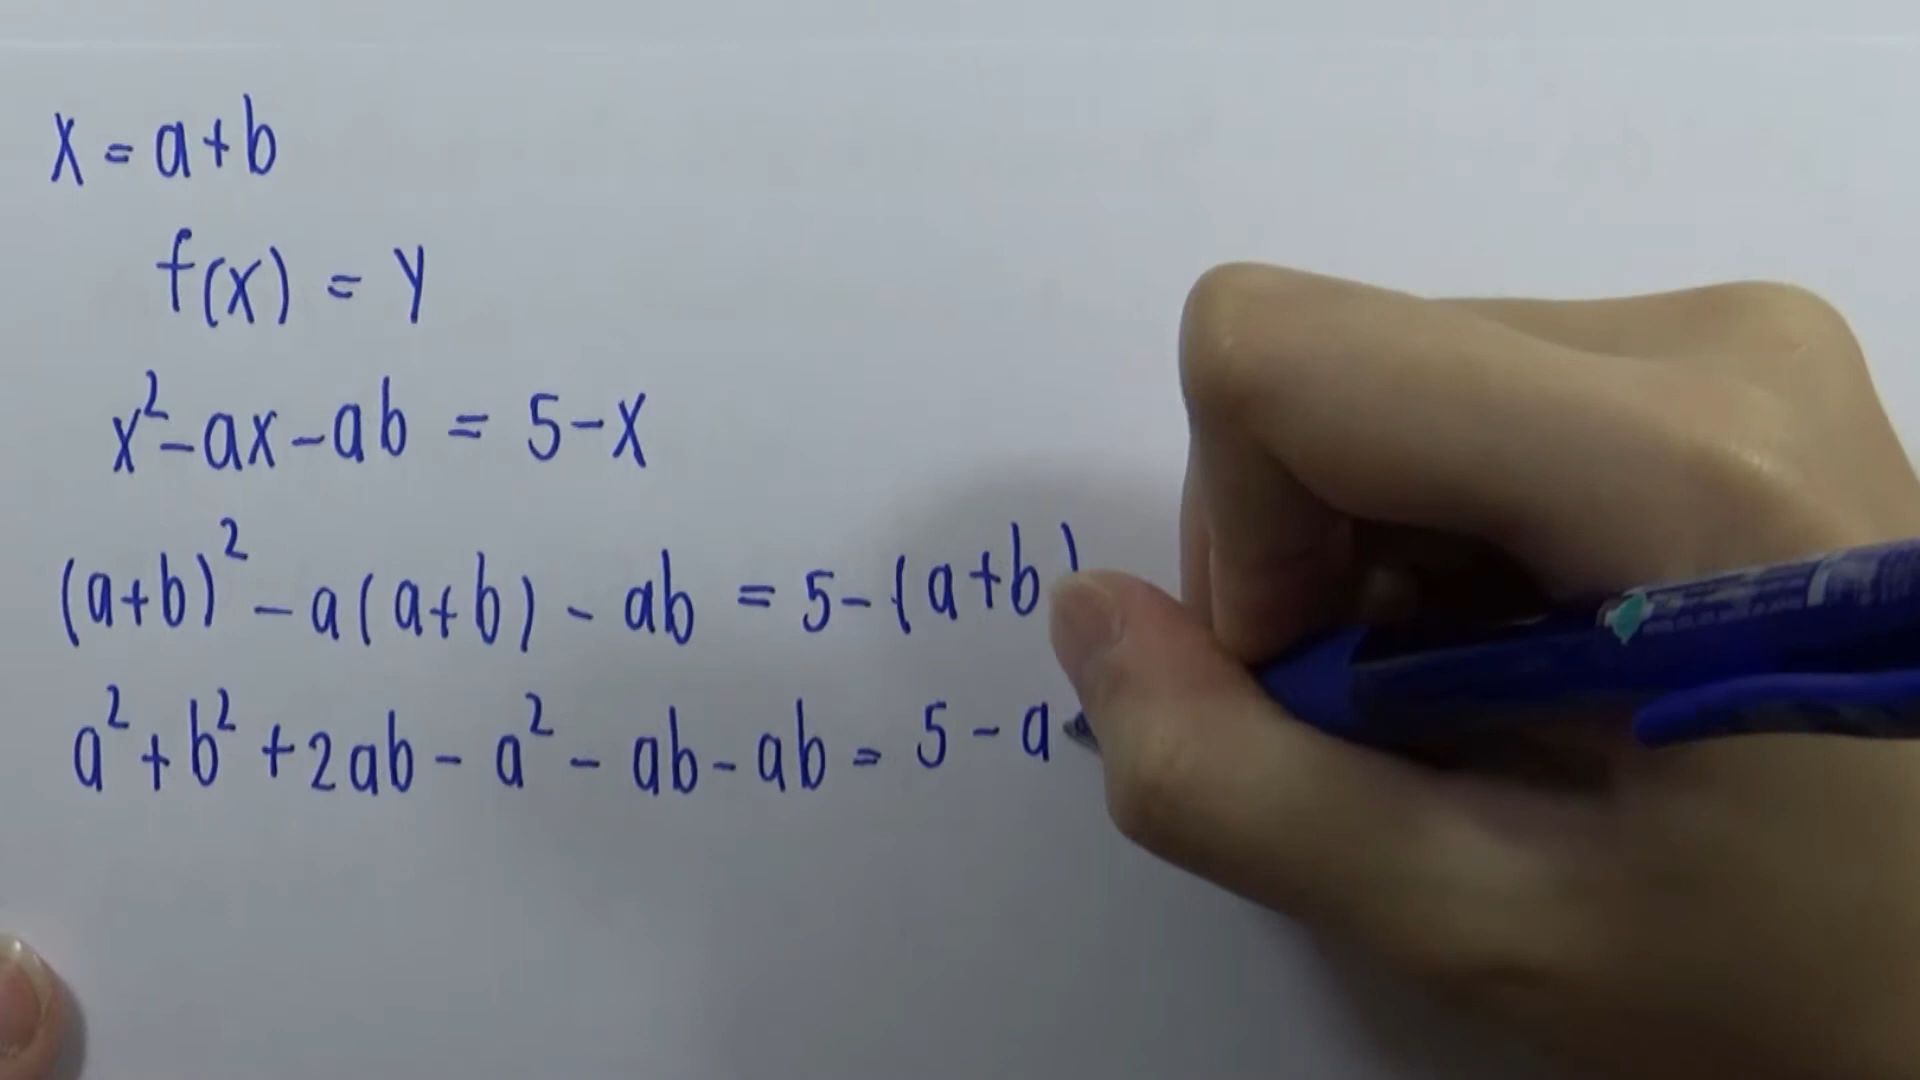 x = a+b
f(x) = y
x²-ax-ab = 5-x
(a+b)² - a(a+b) - ab = 5-(a+b)
a²+b²+2ab-a²-ab-ab = 5-a